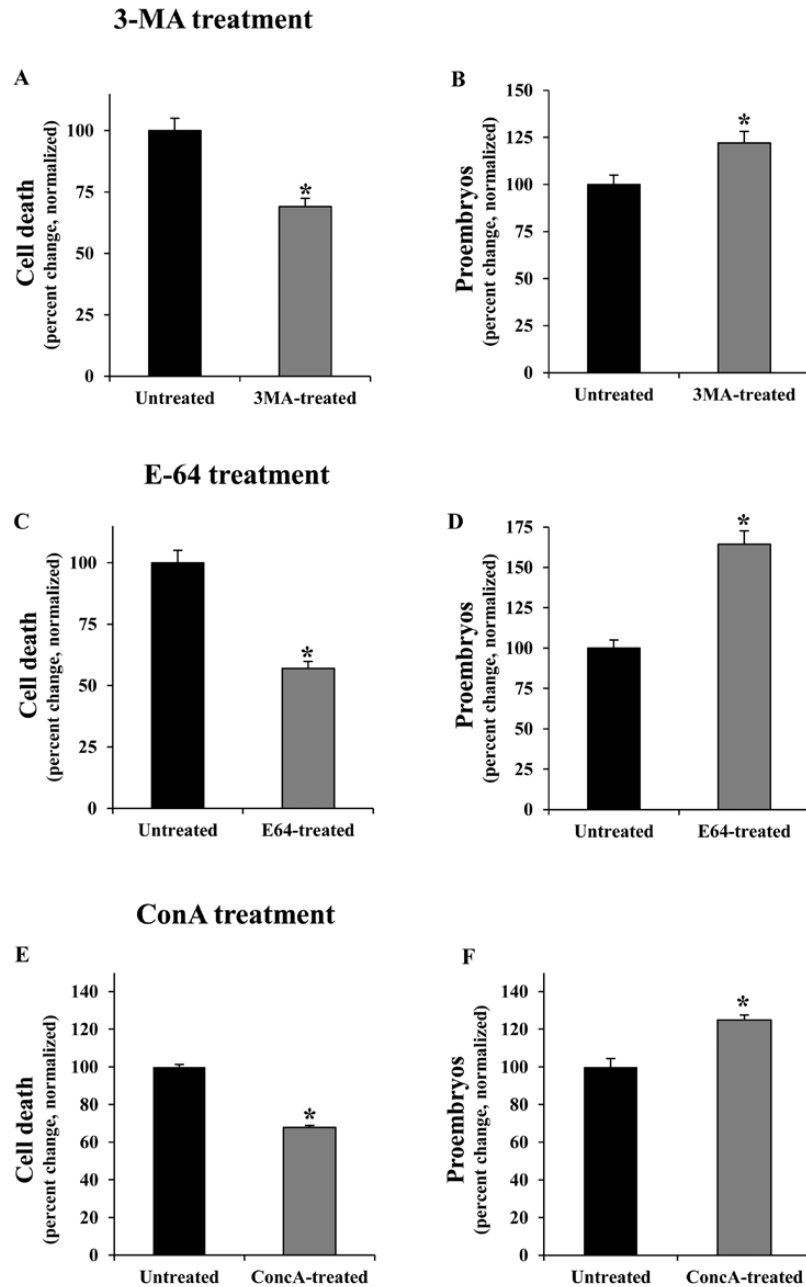 3-MA treatment
A
Cell death
(percent change, normalized)
100
75
50
25
0
Untreated
3MA-treated
*
B
Proembryos
(percent change, normalized)
150
125
100
75
50
25
0
Untreated
3MA-treated
*
E-64 treatment
C
Cell death
(percent change, normalized)
100
75
50
25
0
Untreated
E64-treated
*
D
Proembryos
(percent change, normalized)
175
150
125
100
75
50
25
0
Untreated
E64-treated
*
ConA treatment
E
Cell death
(percent change, normalized)
140
120
100
80
60
40
20
0
Untreated
ConcA-treated
*
F
Proembryos
(percent change, normalized)
140
120
100
80
60
40
20
0
Untreated
ConcA-treated
*